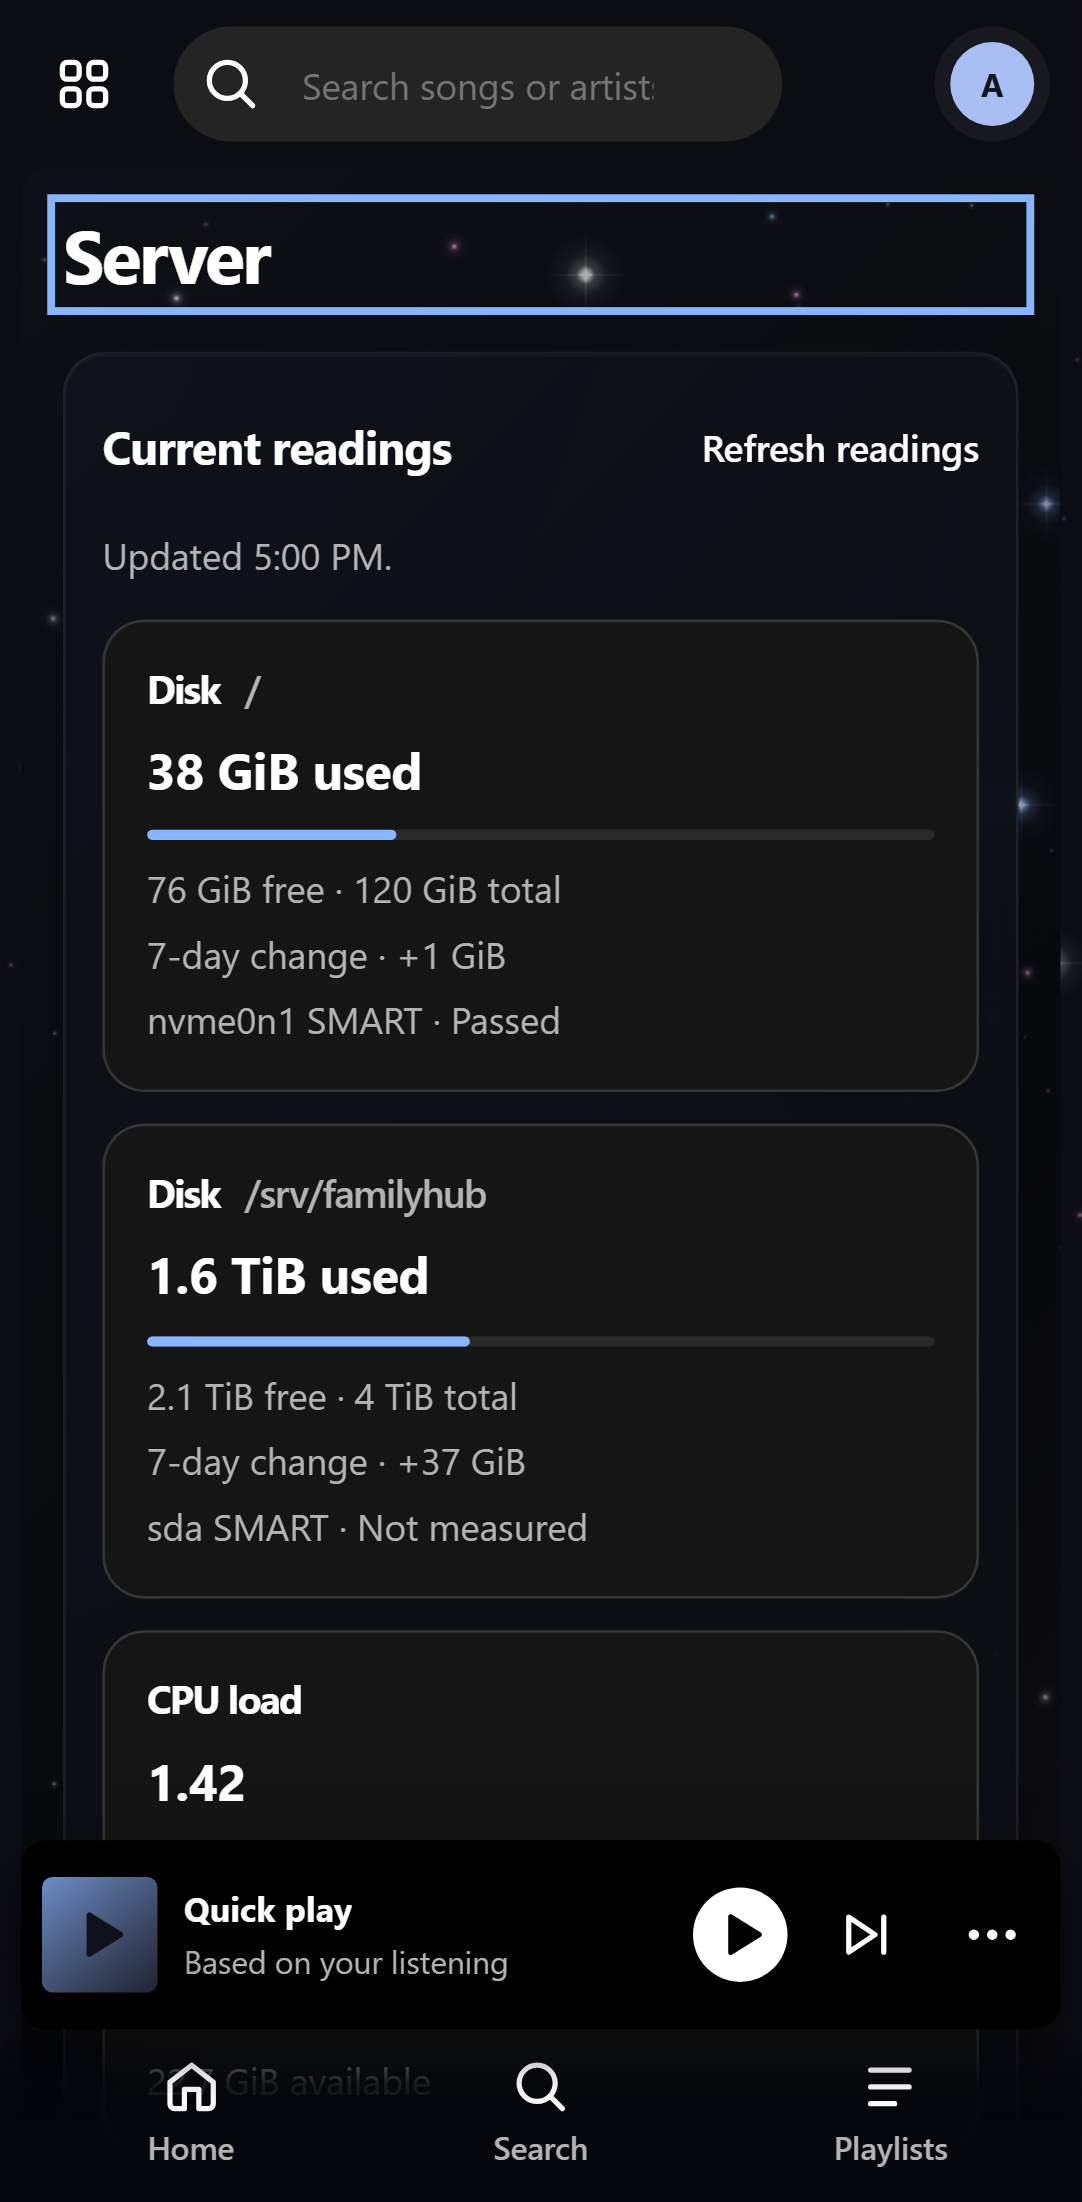 Search songs or artist
A
Server
Current readings
Refresh readings
Updated 5:00 PM.
Disk /
38 GiB used
76 GiB free · 120 GiB total
7-day change · +1 GiB
nvme0n1 SMART · Passed
Disk /srv/familyhub
1.6 TiB used
2.1 TiB free · 4 TiB total
7-day change · +37 GiB
sda SMART · Not measured
CPU load
1.42
Quick play
Based on your listening
GiB available
Home
Search
Playlists